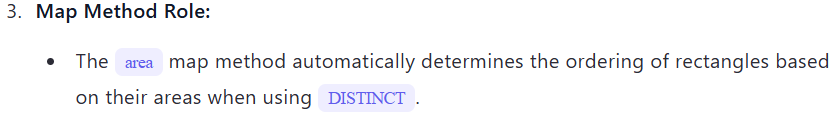 3. Map Method Role:
• The area map method automatically determines the ordering of rectangles based
on their areas when using DISTINCT.